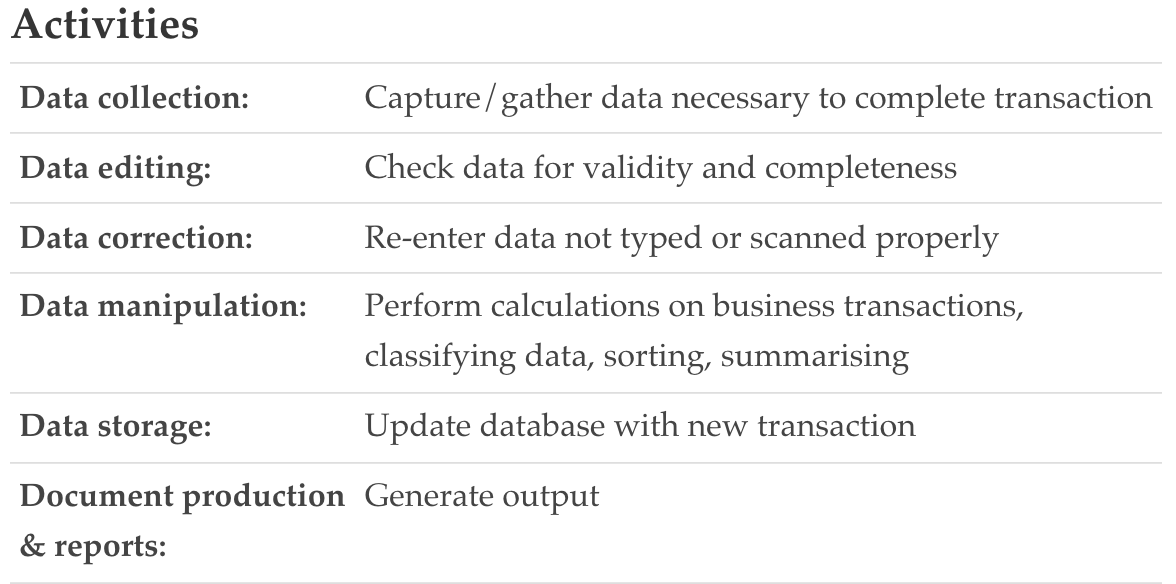 Activities
Data collection: Capture/gather data necessary to complete transaction
Data editing: Check data for validity and completeness
Data correction: Re-enter data not typed or scanned properly
Data manipulation: Perform calculations on business transactions,
classifying data, sorting, summarising
Data storage: Update database with new transaction
Document production Generate output
& reports: